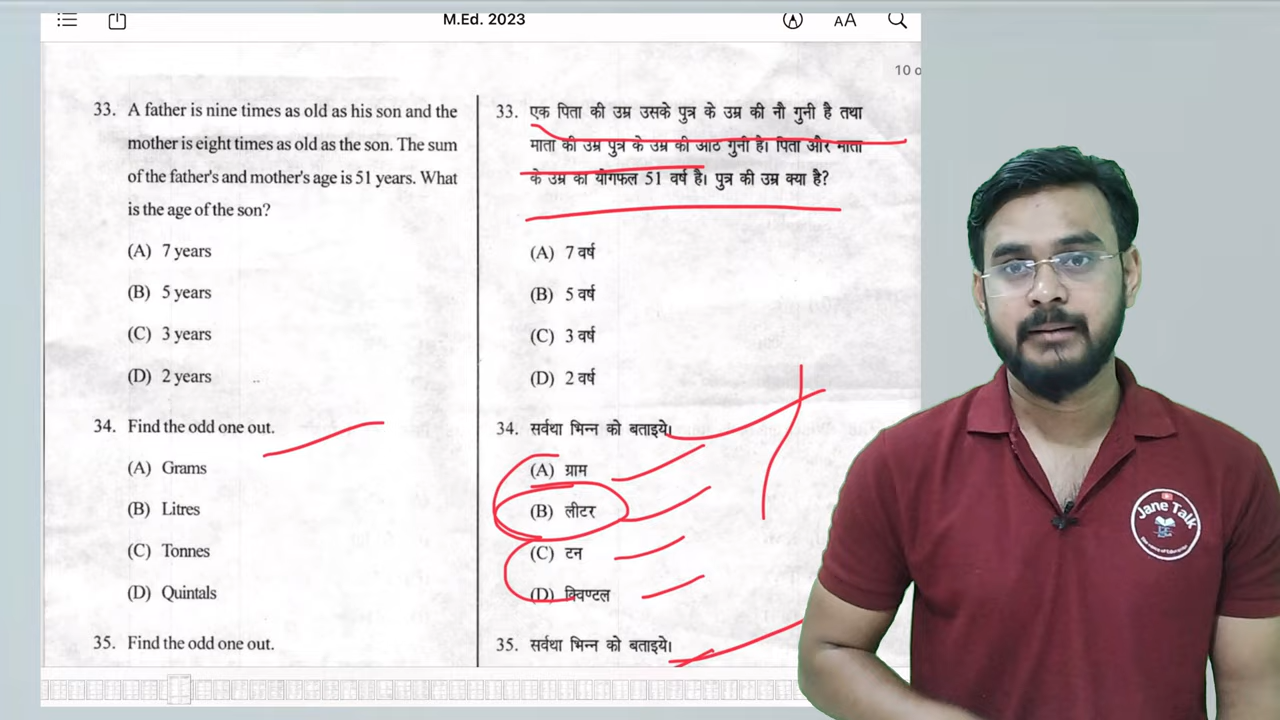 M.Ed. 2023
AA
10 o
33. A father is nine times as old as his son and the
mother is eight times as old as the son. The sum
of the father's and mother's age is 51 years. What
is the age of the son?
(A) 7 years
(B) 5 years
(C) 3 years
(D) 2 years
34. Find the odd one out.
(A) Grams
(B) Litres
(C) Tonnes
(D) Quintals
35. Find the odd one out.
33. एक पिता की उम्र उसके पुत्र के उम्र की नौ गुनी है तथा
माता की उम्र पुत्र के उम्र की आठ गुनी है। पिता और माता
के उम्र का योगफल 51 वर्ष है। पुत्र की उम्र क्या है?
(A) 7 वर्ष
(B) 5 वर्ष
(C) 3 वर्ष
(D) 2 वर्ष
34. सर्वथा भिन्न को बताइये।
(A) ग्राम
(B) लीटर
(C) टन
(D) क्विण्टल
35. सर्वथा भिन्न को बताइये।
Jane Talk